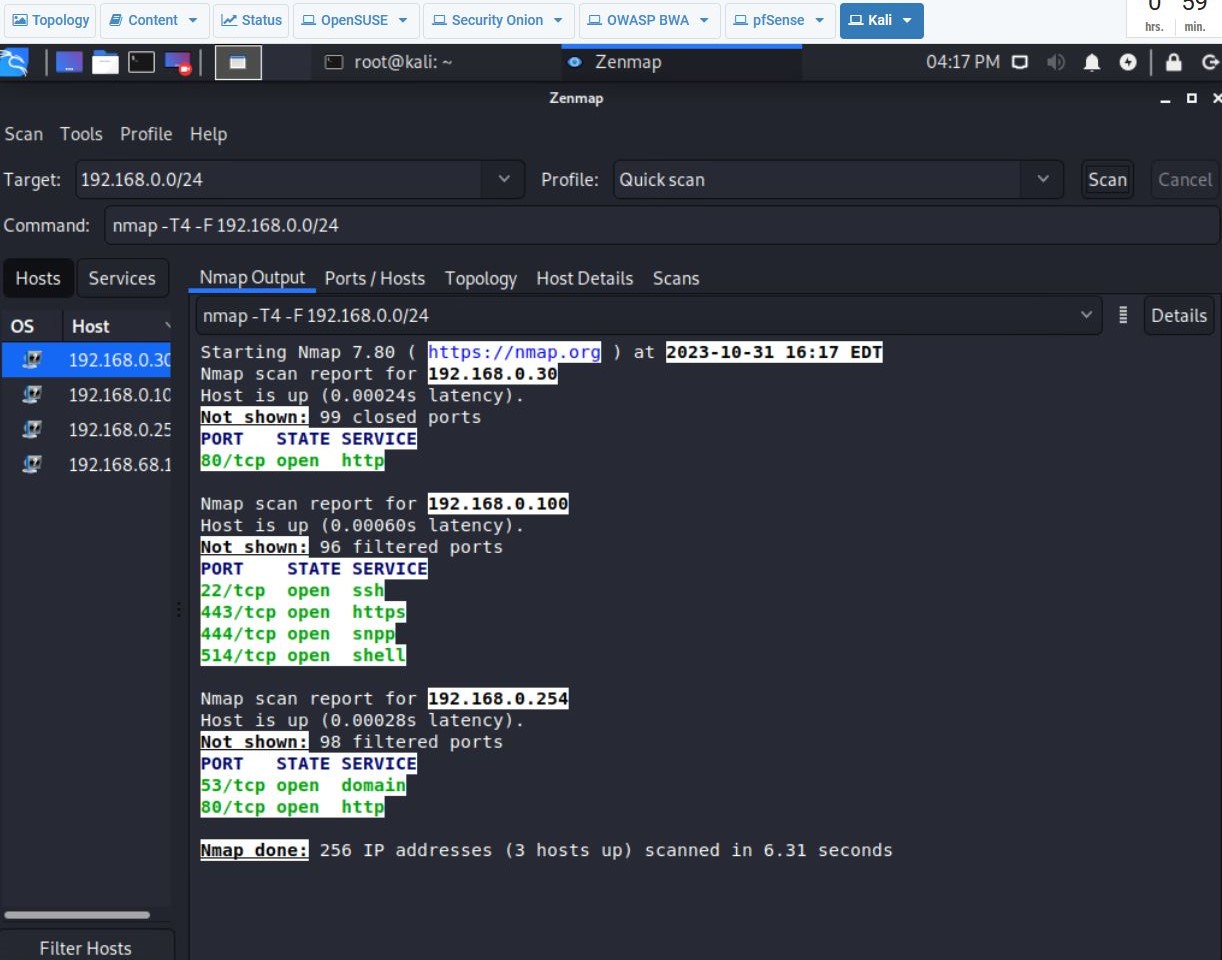 Topology Content Status OpenSUSE Security Onion OWASP BWA pfSense Kali
0 59
hrs. min.
root@kali: ~ Zenmap 04:17 PM
Zenmap
Scan Tools Profile Help
Target: 192.168.0.0/24 Profile: Quick scan Scan Cancel
Command: nmap -T4 -F 192.168.0.0/24
Hosts Services Nmap Output Ports / Hosts Topology Host Details Scans
nmap -T4 -F 192.168.0.0/24 Details
OS Host
192.168.0.30
192.168.0.10
192.168.0.25
192.168.68.1
Starting Nmap 7.80 ( https://nmap.org ) at 2023-10-31 16:17 EDT
Nmap scan report for 192.168.0.30
Host is up (0.00024s latency).
Not shown: 99 closed ports
PORT STATE SERVICE
80/tcp open http
Nmap scan report for 192.168.0.100
Host is up (0.00060s latency).
Not shown: 96 filtered ports
PORT STATE SERVICE
22/tcp open ssh
443/tcp open https
444/tcp open snpp
514/tcp open shell
Nmap scan report for 192.168.0.254
Host is up (0.00028s latency).
Not shown: 98 filtered ports
PORT STATE SERVICE
53/tcp open domain
80/tcp open http
Nmap done: 256 IP addresses (3 hosts up) scanned in 6.31 seconds
Filter Hosts